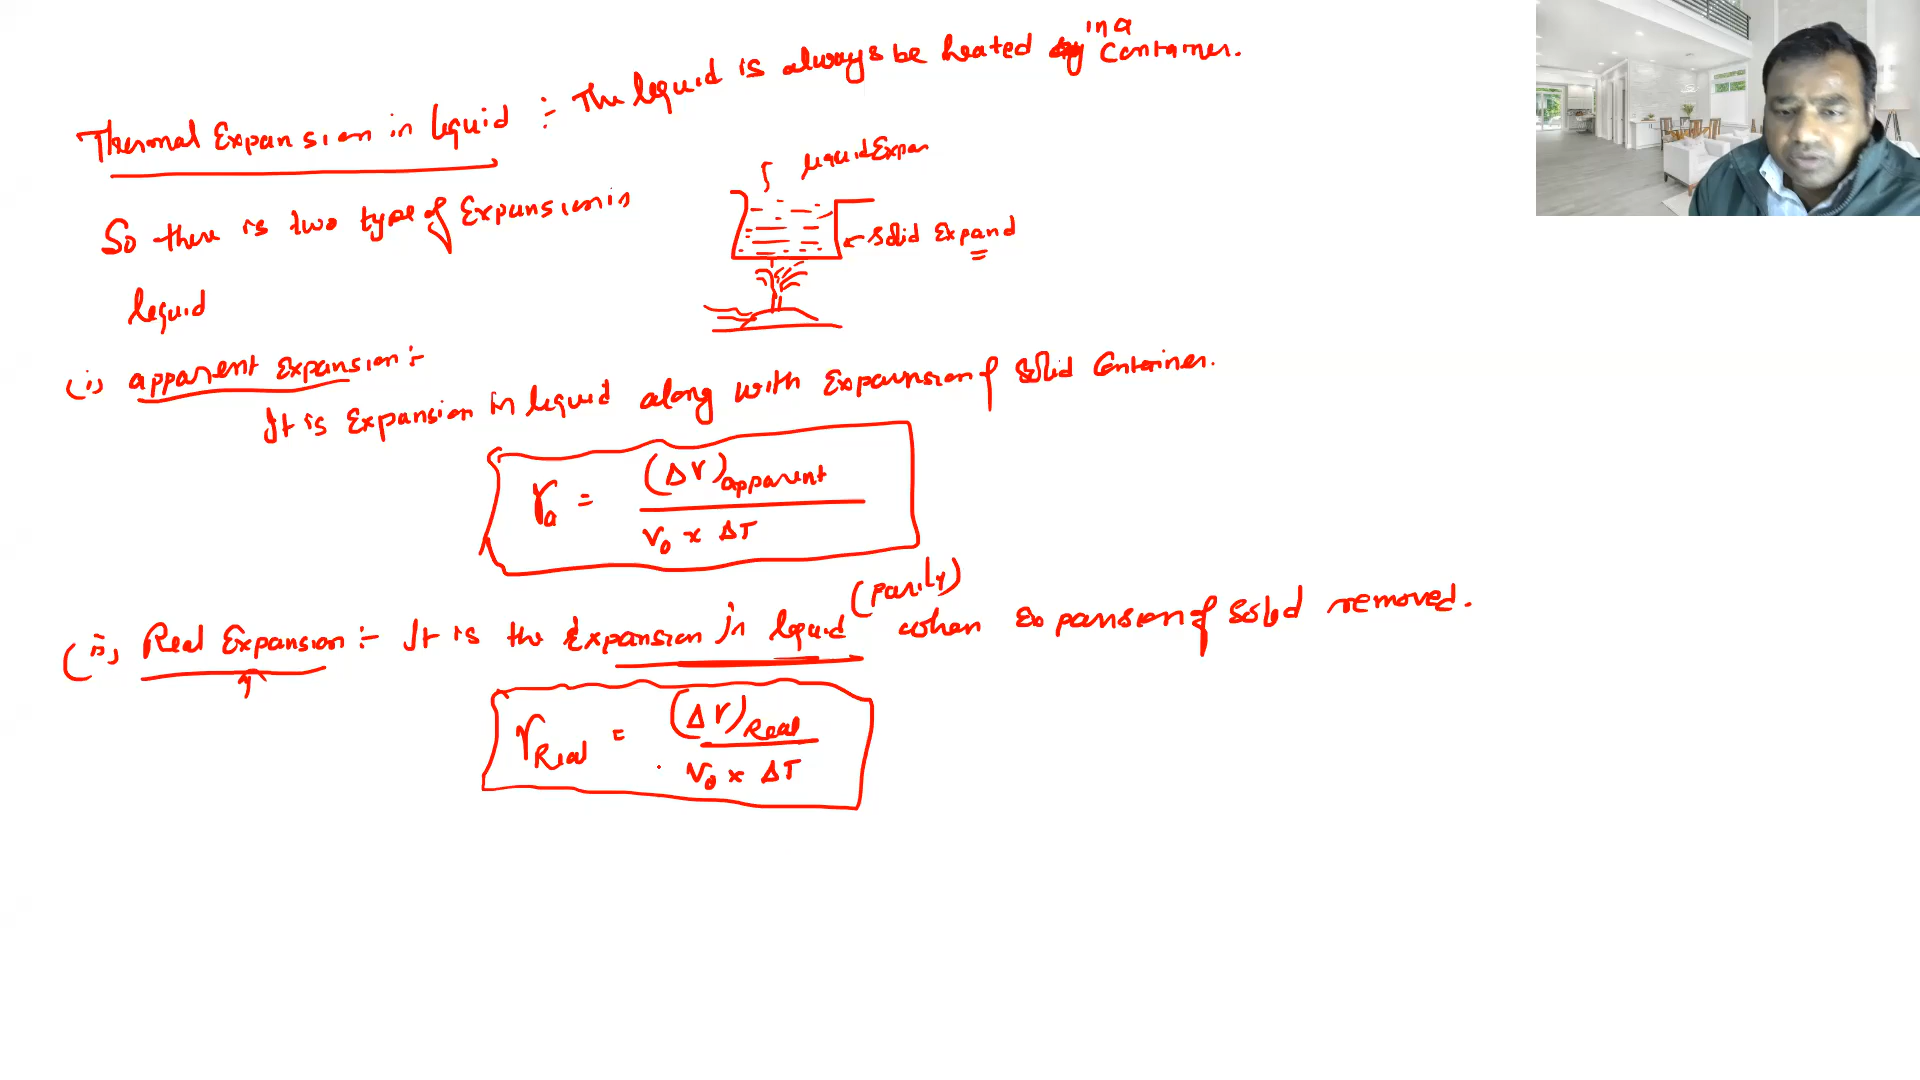 Thermal Expansion in liquid :- The liquid is always be heated in a Container.
liquid Expan
So there is two type of Expansion in
solid Expand
liquid
(i) apparent Expansion :-
It is Expansion in liquid along with Expansion of solid Container.
γa = (ΔV)apparent / V0 x ΔT
(ii) Real Expansion :- It is the Expansion in liquid (purily) when Expansion of Solid removed.
γReal = (ΔV)Real / V0 x ΔT